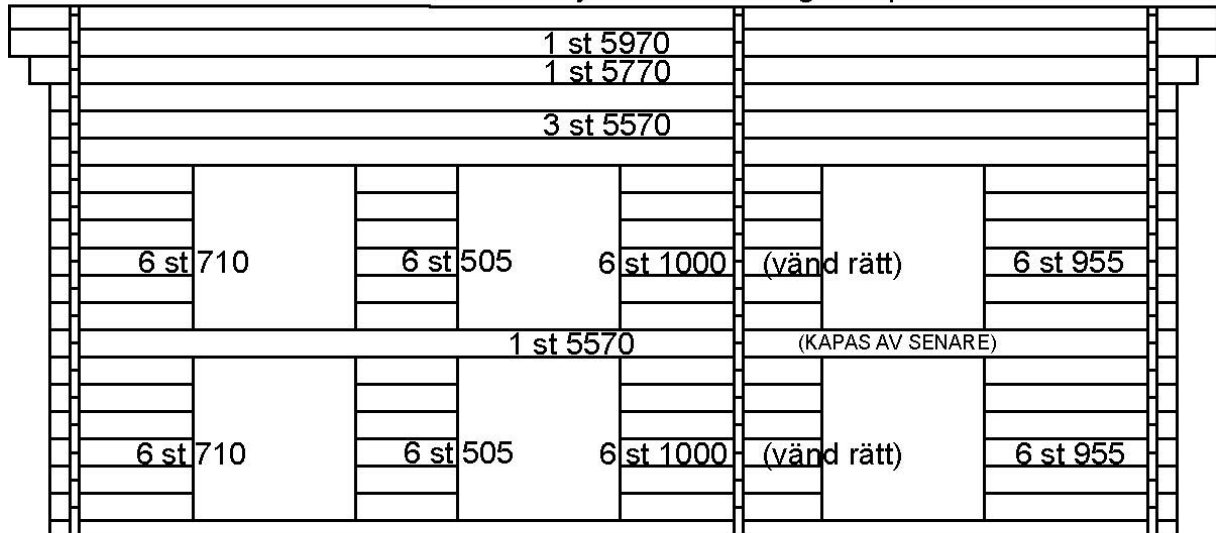 1 st 5970
1 st 5770
3 st 5570
6 st 710 6 st 505 6 st 1000 (vänd rätt) 6 st 955
1 st 5570 (KAPAS AV SENARE)
6 st 710 6 st 505 6 st 1000 (vänd rätt) 6 st 955